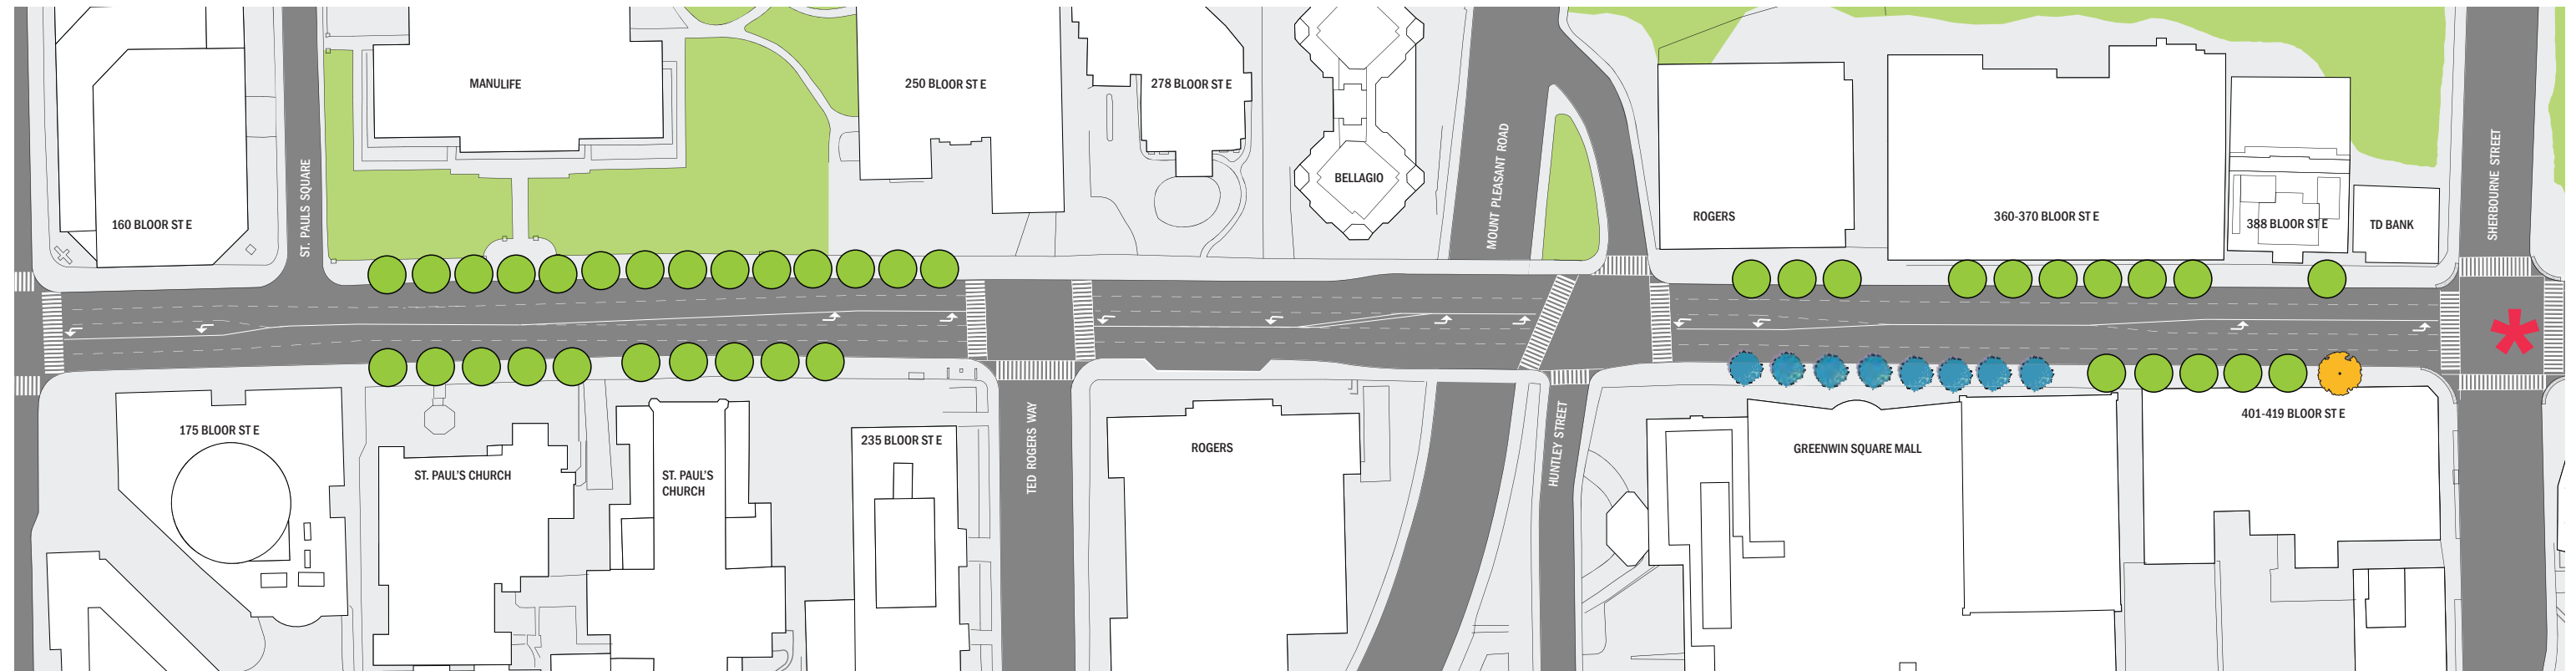 MANULIFE
250 BLOOR ST E
278 BLOOR ST E
BELLAGIO
160 BLOOR ST E
ST. PAULS SQUARE
MOUNT PLEASANT ROAD
ROGERS
360-370 BLOOR ST E
388 BLOOR ST E
TD BANK
SHERBOURNE STREET
175 BLOOR ST E
ST. PAUL'S CHURCH
ST. PAUL'S
CHURCH
235 BLOOR ST E
TED ROGERS WAY
ROGERS
HUNTLEY STREET
GREENWIN SQUARE MALL
401-419 BLOOR ST E